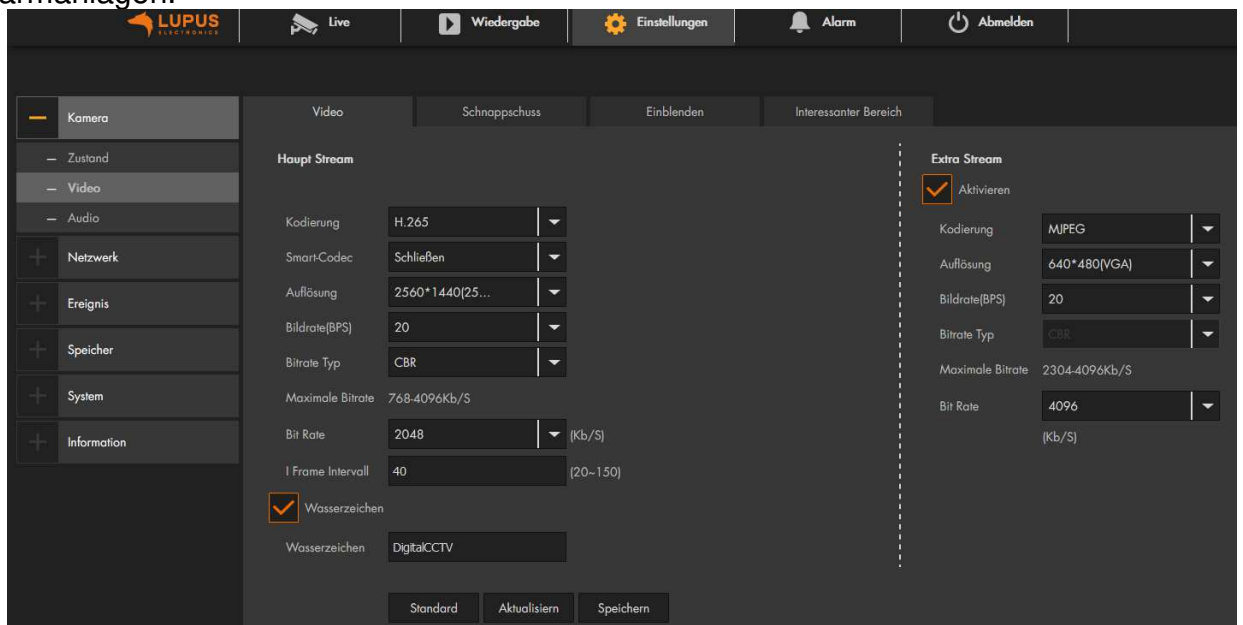 armanlagen.
LUPUS
ELECTRONICS
Live
Wiedergabe
Einstellungen
Alarm
Abmelden
Kamera
Zustand
Video
Audio
Netzwerk
Ereignis
Speicher
System
Information
Video
Schnappschuss
Einblenden
Interessanter Bereich
Haupt Stream
Kodierung H.265
Smart-Codec Schließen
Auflösung 2560*1440(25...
Bildrate(BPS) 20
Bitrate Typ CBR
Maximale Bitrate 768-4096Kb/S
Bit Rate 2048 (Kb/S)
I Frame Intervall 40 (20~150)
Wasserzeichen
Wasserzeichen DigitalCCTV
Standard
Aktualisiern
Speichern
Extra Stream
Aktivieren
Kodierung MJPEG
Auflösung 640*480(VGA)
Bildrate(BPS) 20
Bitrate Typ CBR
Maximale Bitrate 2304-4096Kb/S
Bit Rate 4096
(Kb/S)